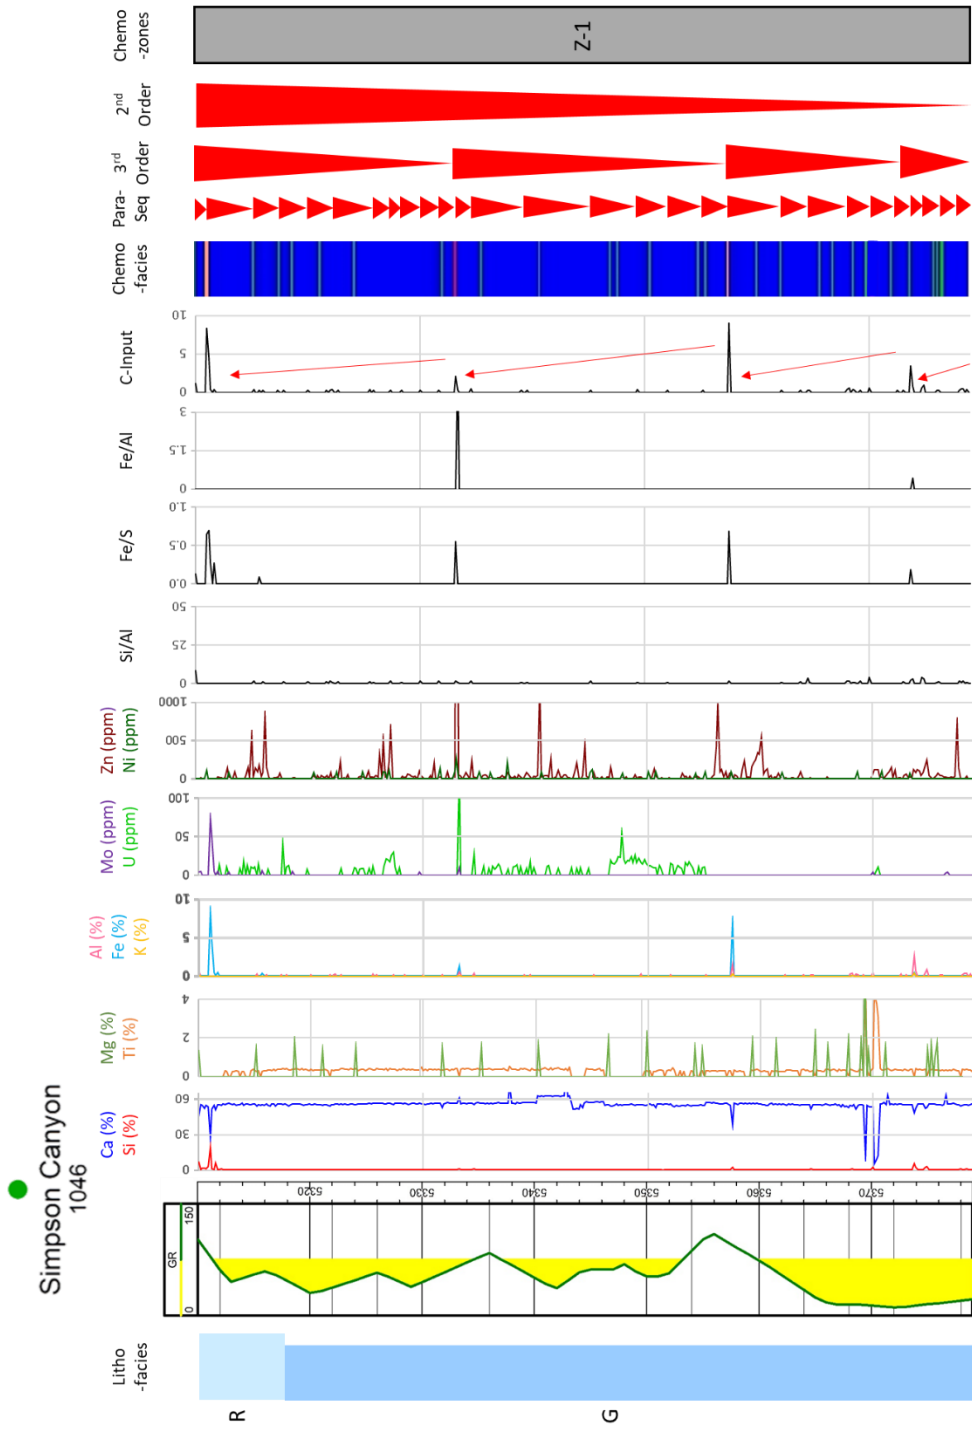 Simpson Canyon
1046
Litho
-facies
R
G
GR
0
150
5320
5330
5340
5350
5360
5370
Ca (%)
Si (%)
0
30
60
Mg (%)
Ti (%)
0
2
4
Al (%)
Fe (%)
K (%)
0
5
10
Mo (ppm)
U (ppm)
0
50
100
Zn (ppm)
Ni (ppm)
0
500
1000
Si/Al
0
25
50
Fe/S
0.0
0.5
1.0
Fe/Al
0
1.5
3
C-Input
0
5
10
Chemo
-facies
Para-
Seq
3rd
Order
2nd
Order
Chemo
-zones
Z-1